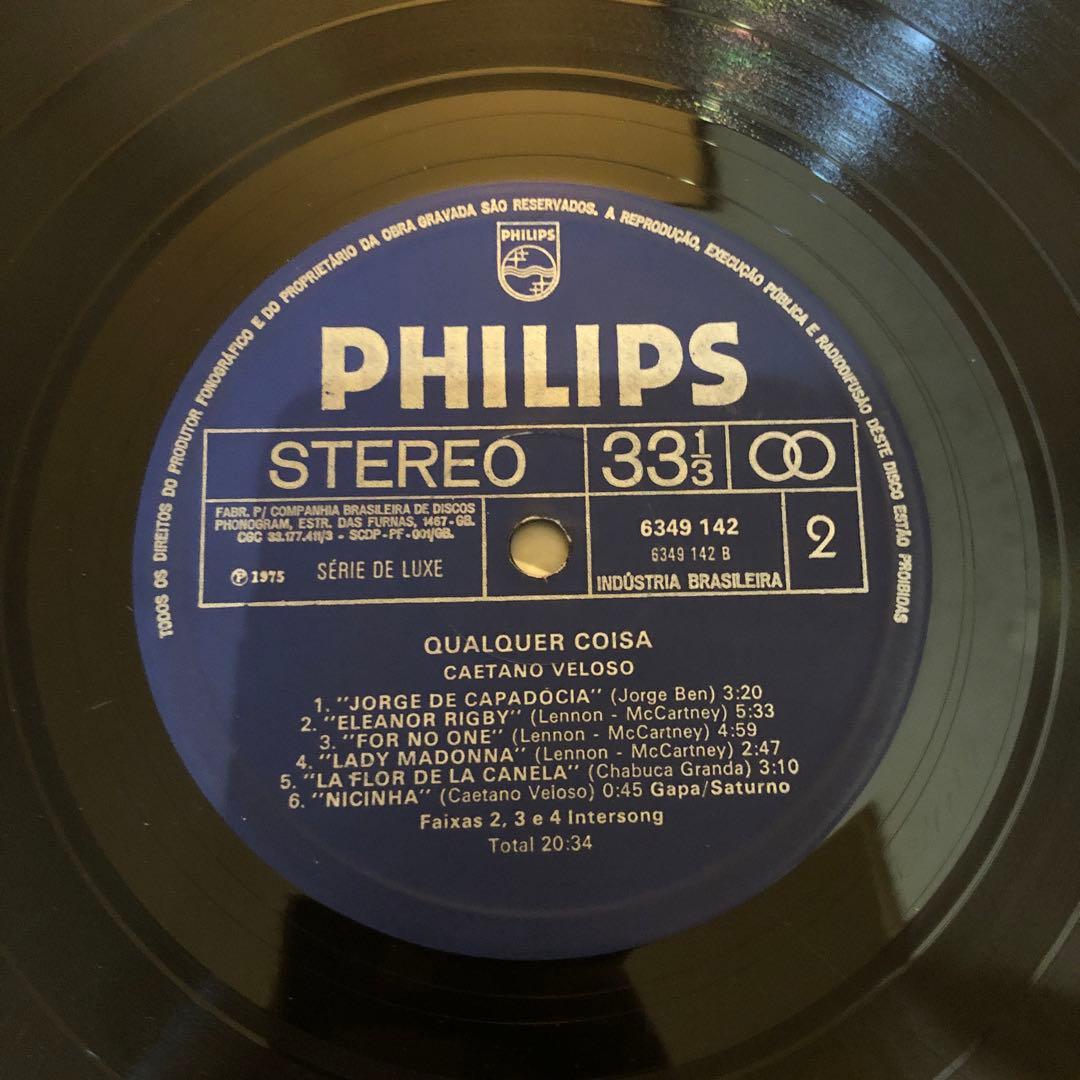 TODOS OS DIREITOS DO PRODUTOR FONOGRÁFICO E DO PROPRIETÁRIO DA OBRA GRAVADA SÃO RESERVADOS. A REPRODUÇÃO, EXECUÇÃO PÚBLICA E RADIODIFUSÃO DÊSTE DISCO ESTÃO PROIBIDAS
PHILIPS
PHILIPS
STEREO 33 1/3
FABR. P/ COMPANHIA BRASILEIRA DE DISCOS
PHONOGRAM, ESTR. DAS FURNAS, 1467-GB.
CGC 33.177.411/3 - SCDP-PF-001/GB.
Ⓟ 1975 SÉRIE DE LUXE
6349 142
6349 142 B
INDÚSTRIA BRASILEIRA
2
QUALQUER COISA
CAETANO VELOSO
1. "JORGE DE CAPADÓCIA" (Jorge Ben) 3:20
2. "ELEANOR RIGBY" (Lennon - McCartney) 5:33
3. "FOR NO ONE" (Lennon - McCartney) 4:59
4. "LADY MADONNA" (Lennon - McCartney) 2:47
5. "LA FLOR DE LA CANELA" (Chabuca Granda) 3:10
6. "NICINHA" (Caetano Veloso) 0:45 Gapa/Saturno
Faixas 2, 3 e 4 Intersong
Total 20:34